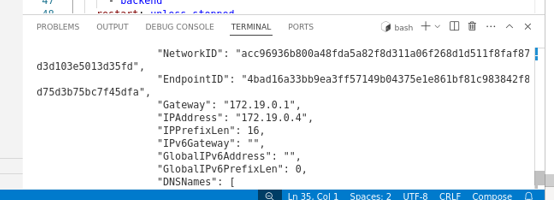 47
- backend
48
restart: unless-stopped
PROBLEMS OUTPUT DEBUG CONSOLE TERMINAL PORTS bash
"NetworkID": "acc96936b800a48fda5a82f8d311a06f268d1d511f8faf87
d3d103e5013d35fd",
"EndpointID": "4bad16a33bb9ea3ff57149b04375e1e861bf81c983842f8
d75d3b75bc7f45dfa",
"Gateway": "172.19.0.1",
"IPAddress": "172.19.0.4",
"IPPrefixLen": 16,
"IPv6Gateway": "",
"GlobalIPv6Address": "",
"GlobalIPv6PrefixLen": 0,
"DNSNames": [
Ln 35, Col 1 Spaces: 2 UTF-8 CRLF Compose